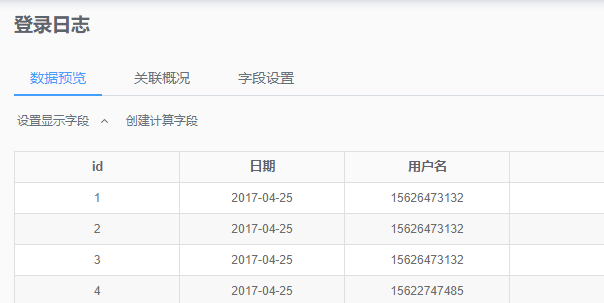 登录日志
数据预览 关联概况 字段设置
设置显示字段 创建计算字段
id 日期 用户名
1 2017-04-25 15626473132
2 2017-04-25 15626473132
3 2017-04-25 15626473132
4 2017-04-25 15622747485